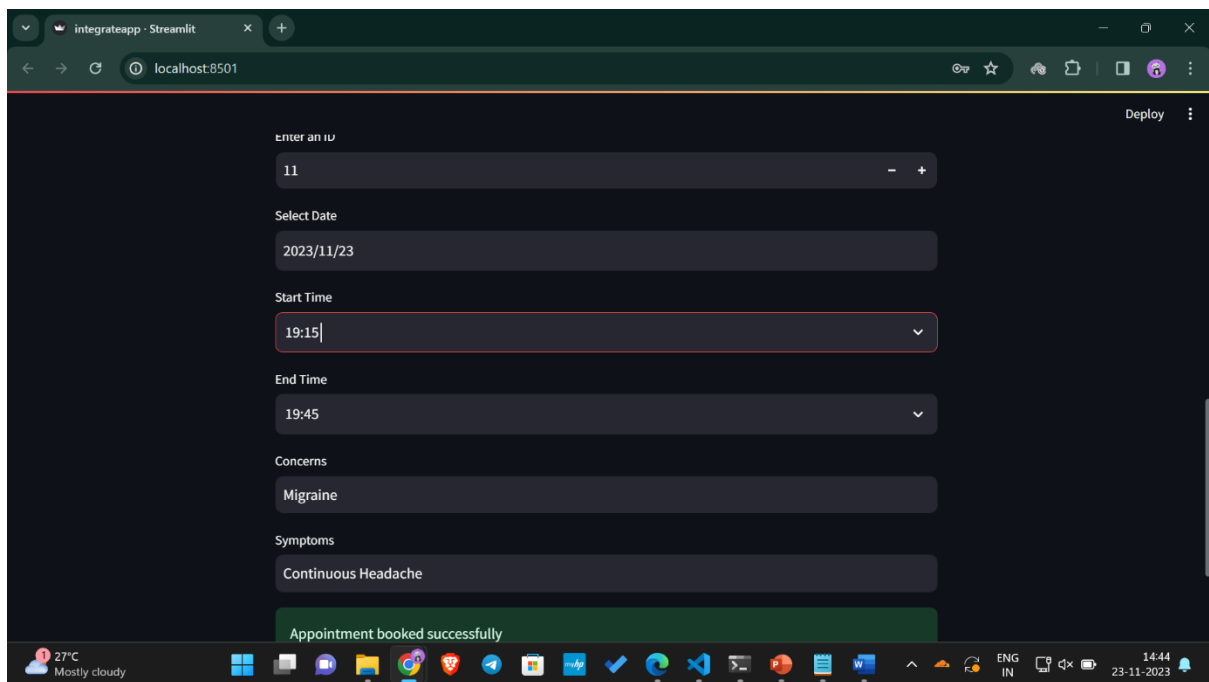 integrateapp · Streamlit
localhost:8501
Deploy
Enter an ID
11
Select Date
2023/11/23
Start Time
19:15
End Time
19:45
Concerns
Migraine
Symptoms
Continuous Headache
Appointment booked successfully
1
27°C
Mostly cloudy
myhp
ENG
IN
14:44
23-11-2023